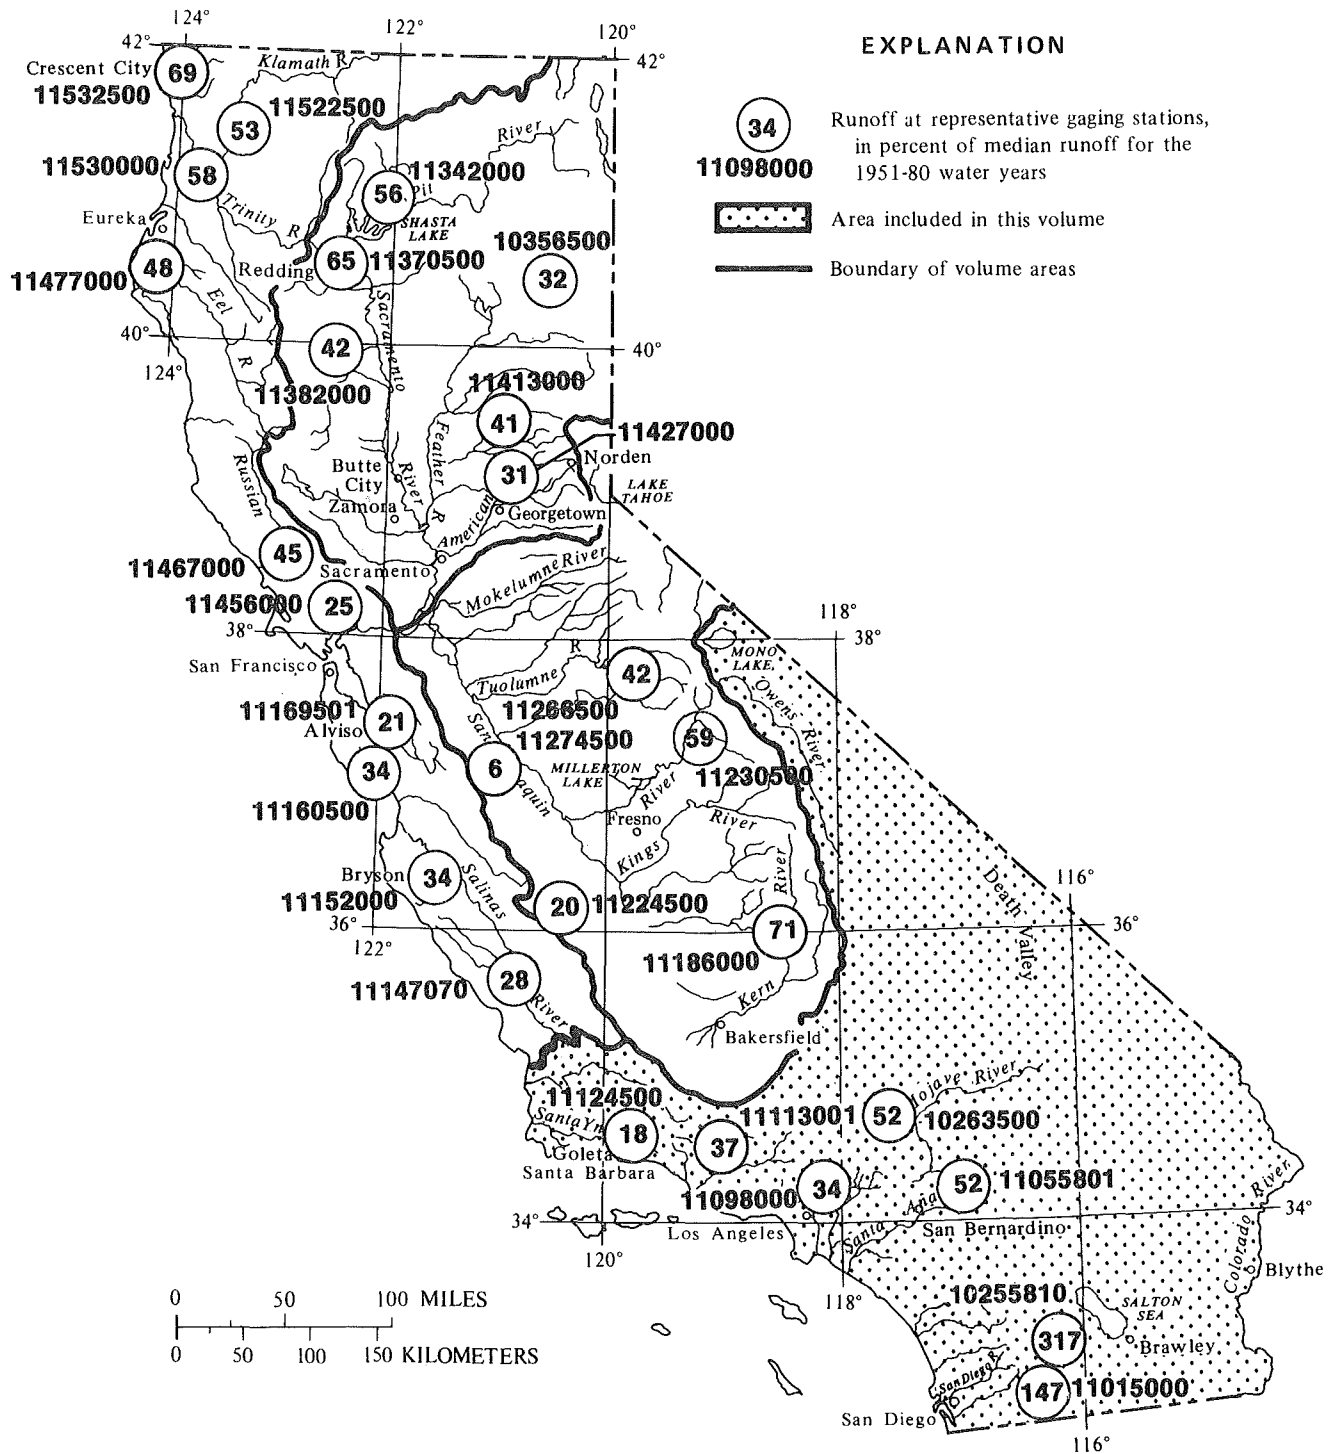 EXPLANATION
34
11098000
Runoff at representative gaging stations,
in percent of median runoff for the
1951-80 water years
Area included in this volume
Boundary of volume areas
124°
122°
120°
42°
42°
Crescent City
69
11532500
Klamath R
53
11522500
11530000
58
River
11342000
56
Pit
Eureka
Trinity
R
SHASTA
LAKE
10356500
48
11477000
Redding
65
11370500
32
Eel
R
Sacramento
River
40°
40°
124°
42
11382000
11413000
41
11427000
Feather
R
31
Norden
Butte
City
Zamora
LAKE
TAHOE
Georgetown
American
Russian
45
11467000
Sacramento
Mokelumne River
11456000
25
118°
38°
38°
San Francisco
MONO
LAKE
R
42
Tuolumne
Owens
River
11266500
11169501
21
Alviso
San
11274500
59
6
MILLERTON
LAKE
11230500
34
11160500
aquin
River
Fresno
River
Kings
River
Bryson
34
Salinas
11152000
20
11224500
Death Valley
116°
36°
36°
122°
71
11186000
28
11147070
River
Kern
Bakersfield
11124500
Santa Yn
18
Goleta
Santa Barbara
37
11113001
52
Mojave River
10263500
11098000
34
52
11055801
Santa Aña
San Bernardino
34°
34°
Los Angeles
120°
118°
Colorado
River
Blythe
10255810
SALTON
SEA
317
Brawley
San Diego R
147
11015000
San Diego
116°
0 50 100 MILES
0 50 100 150 KILOMETERS